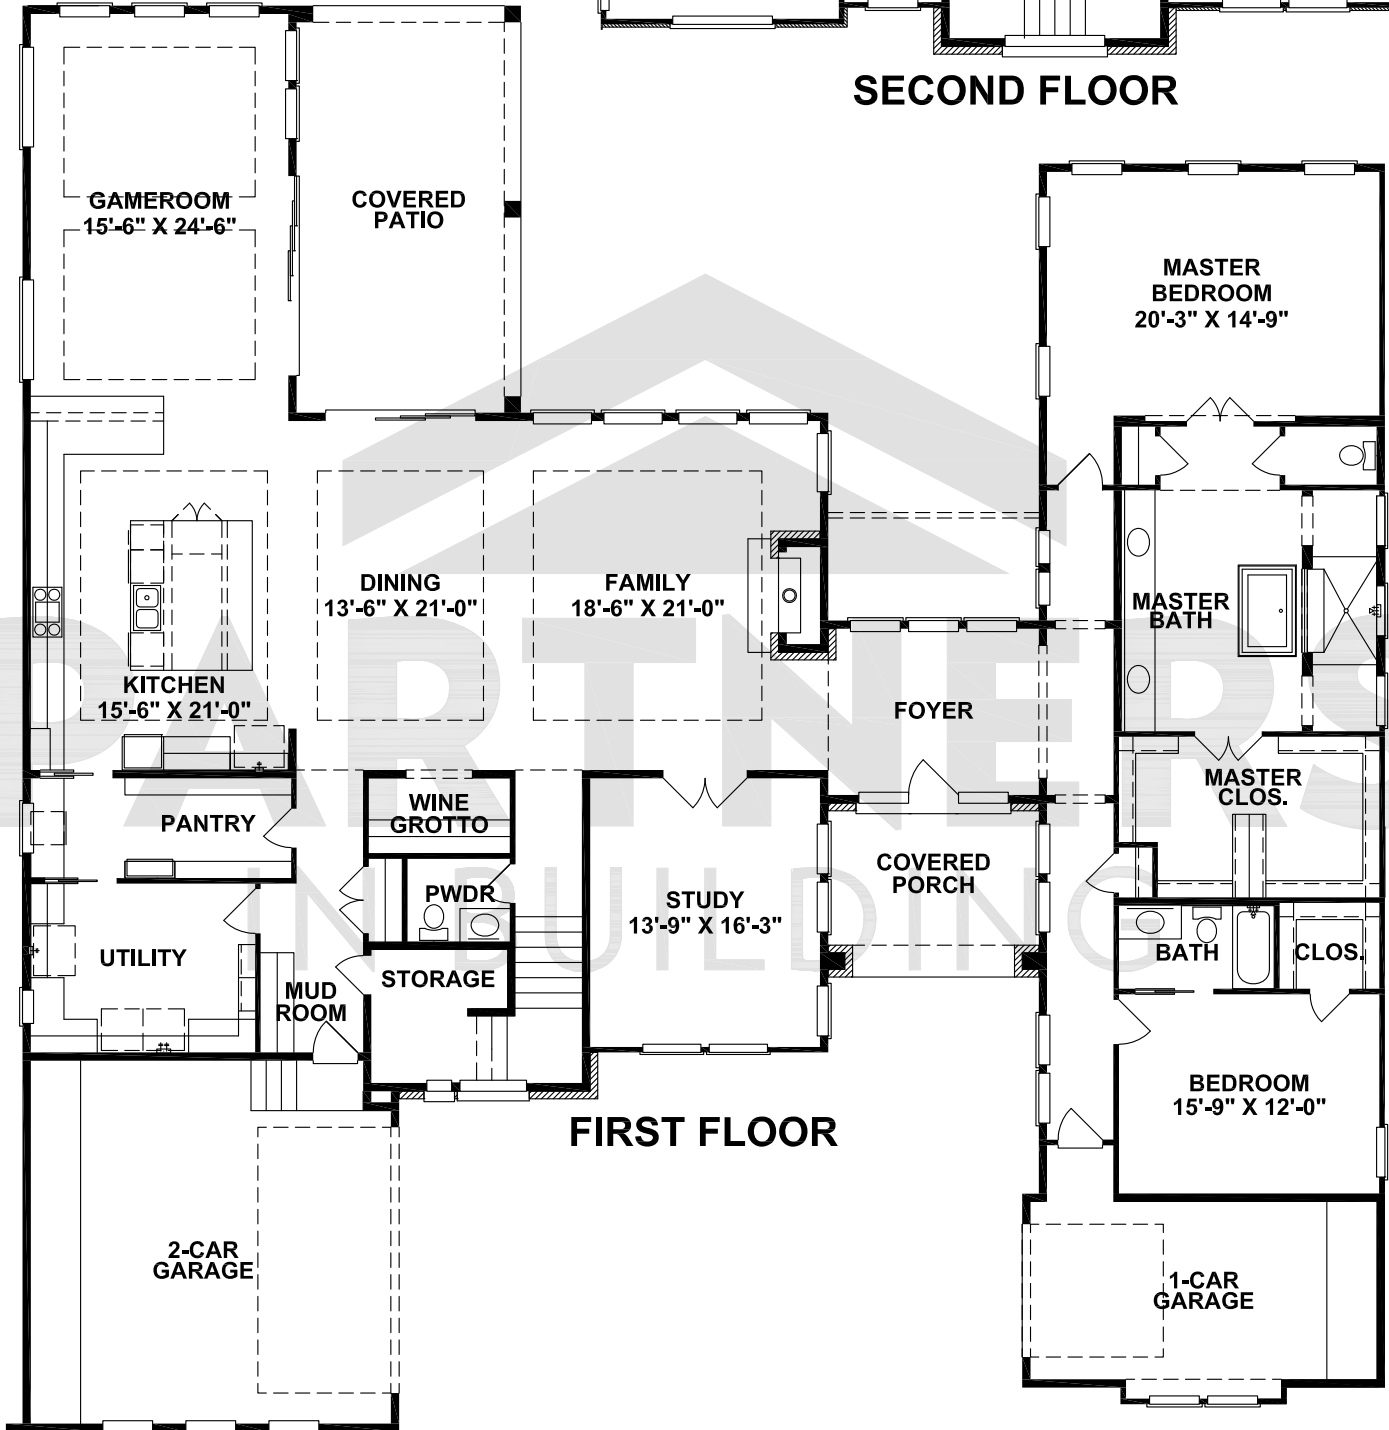 SECOND FLOOR
GAMEROOM
15'-6" X 24'-6"
COVERED
PATIO
MASTER
BEDROOM
20'-3" X 14'-9"
DINING
13'-6" X 21'-0"
FAMILY
18'-6" X 21'-0"
MASTER
BATH
KITCHEN
15'-6" X 21'-0"
FOYER
PARTNERS
IN BUILDING
MASTER
CLOS.
WINE
GROTTO
PANTRY
COVERED
PORCH
PWDR
STUDY
13'-9" X 16'-3"
UTILITY
STORAGE
BATH
CLOS.
MUD
ROOM
BEDROOM
15'-9" X 12'-0"
FIRST FLOOR
2-CAR
GARAGE
1-CAR
GARAGE